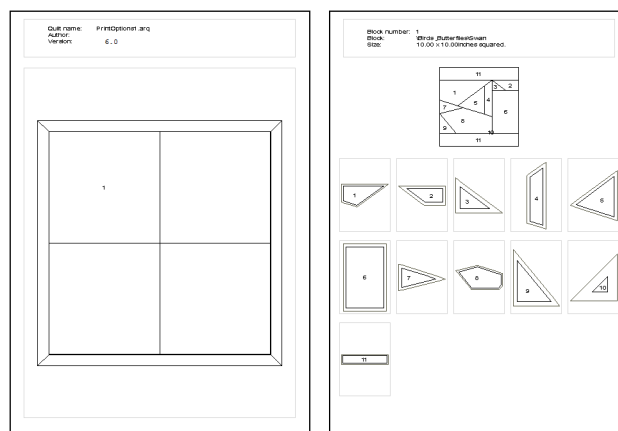 Quilt name: PrintOptions1.arq
Author:
Version: 6.0
1
Block number: 1
Block: \Birds_Butterflies\Swan
Size: 10.00 x 10.00inches squared.
11
1 3 2
5 4
7 6
8
9 10
11
1 2 3 4 5
6 7 8 9 10
11